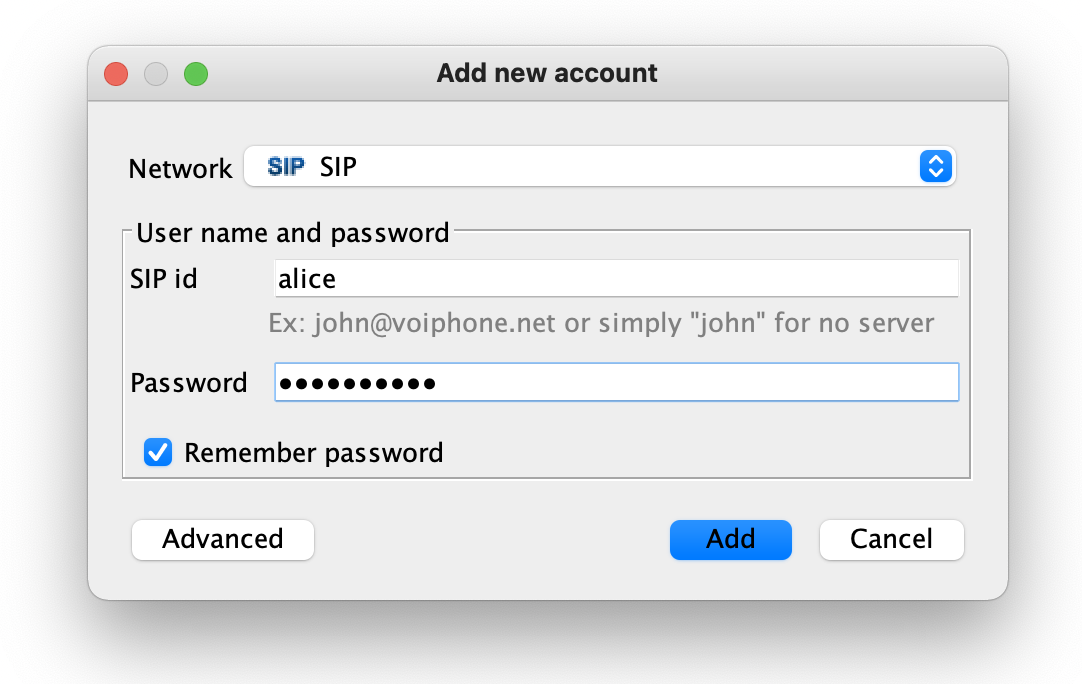 Add new account
Network SIP SIP
User name and password
SIP id alice
Ex: john@voiphone.net or simply "john" for no server
Password ••••••••••
Remember password
Advanced Add Cancel